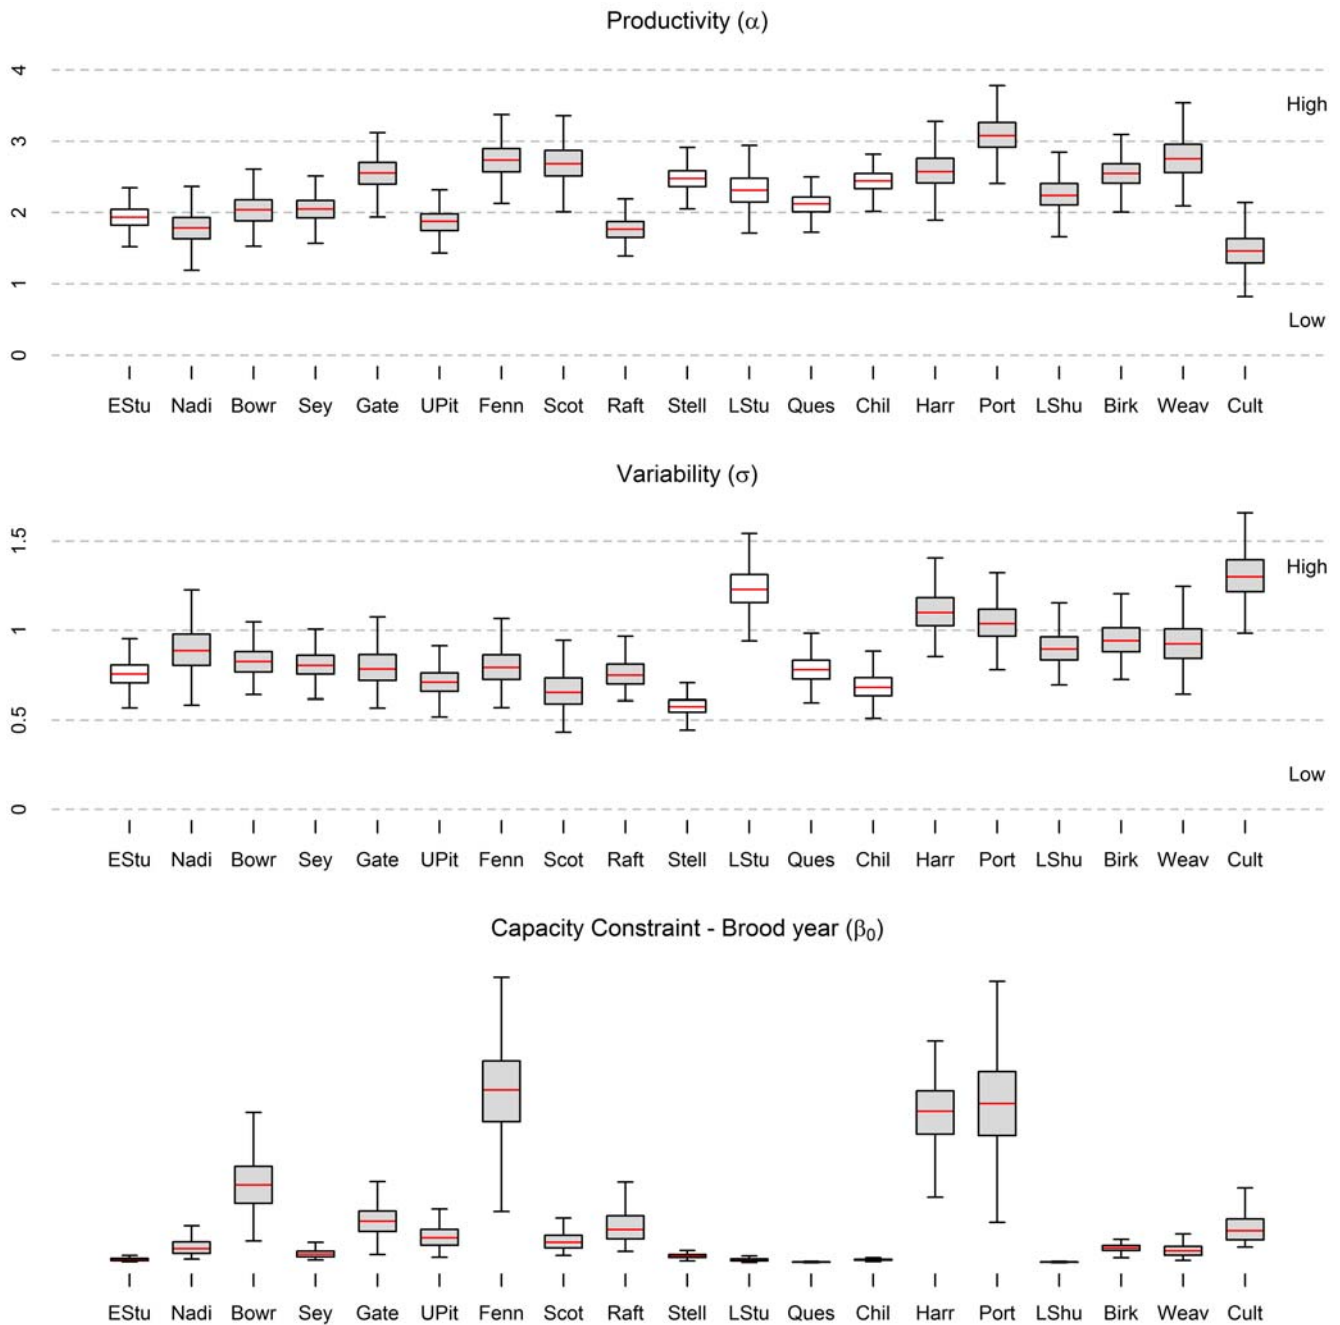 Productivity (α)
4
High
3
2
1
Low
0
EStu Nadi Bowr Sey Gate UPit Fenn Scot Raft Stell LStu Ques Chil Harr Port LShu Birk Weav Cult
Variability (σ)
1.5
High
1
0.5
Low
0
EStu Nadi Bowr Sey Gate UPit Fenn Scot Raft Stell LStu Ques Chil Harr Port LShu Birk Weav Cult
Capacity Constraint - Brood year (β₀)
EStu Nadi Bowr Sey Gate UPit Fenn Scot Raft Stell LStu Ques Chil Harr Port LShu Birk Weav Cult